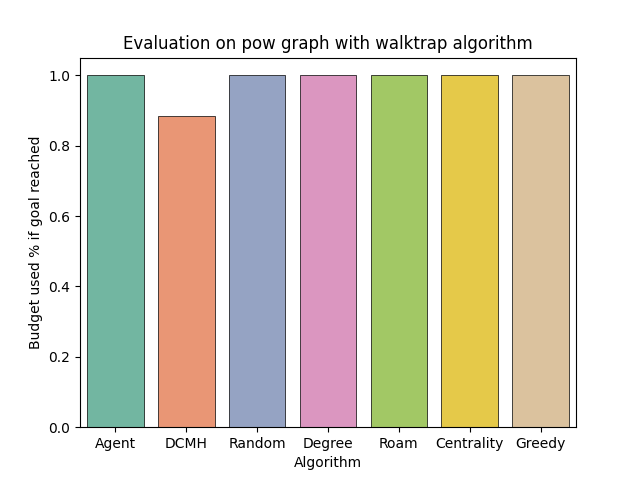 Evaluation on pow graph with walktrap algorithm
Budget used % if goal reached
1.0
0.8
0.6
0.4
0.2
0.0
Agent DCMH Random Degree Roam Centrality Greedy
Algorithm